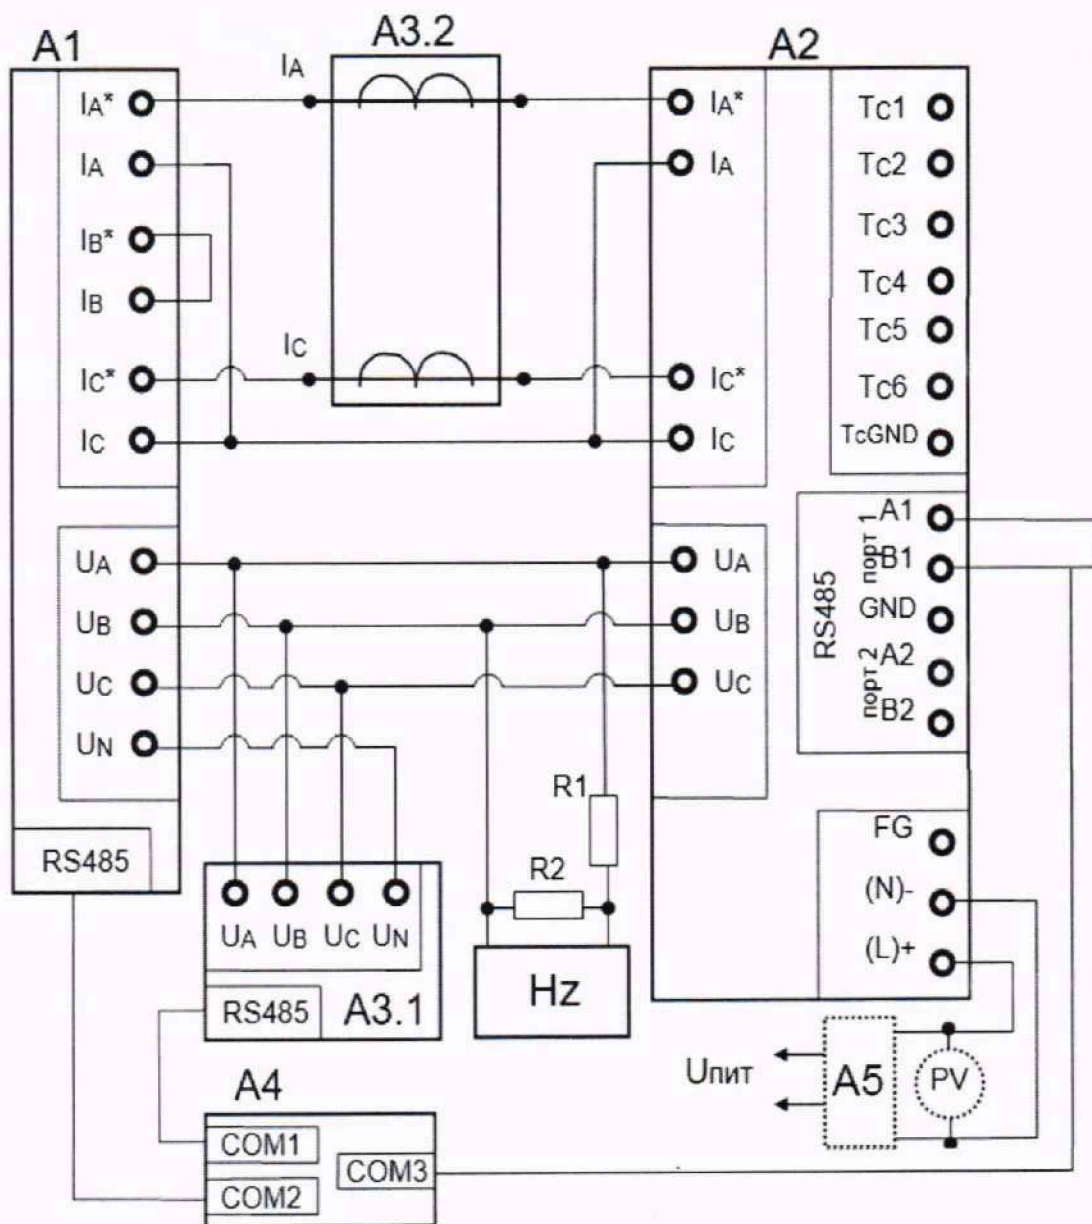 A1
A3.2
A2
IA
IA*
IA
IB*
IB
IC*
IC
IC
IA*
IA
IC*
IC
Tc1
Tc2
Tc3
Tc4
Tc5
Tc6
TcGND
UA
UB
UC
UN
UA
UB
UC
RS485
порт 1
порт 2
A1
B1
GND
A2
B2
RS485
R1
R2
FG
(N)-
(L)+
UA UB UC UN
RS485
A3.1
Hz
Uпит
A5
PV
A4
COM1
COM3
COM2